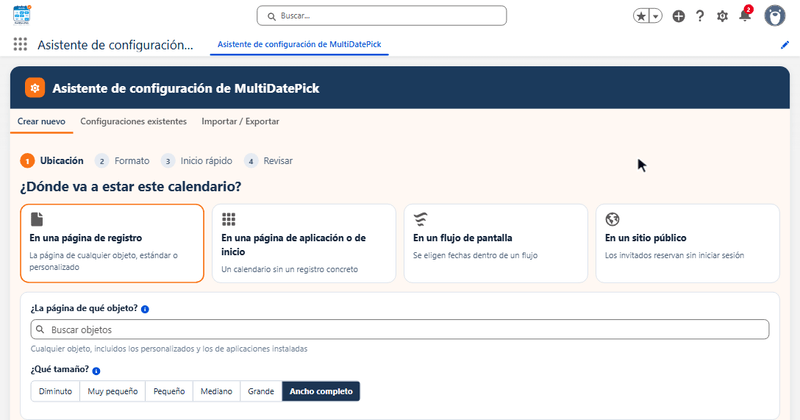 Buscar...
2
Asistente de configuración...
Asistente de configuración de MultiDatePick
Asistente de configuración de MultiDatePick
Crear nuevo
Configuraciones existentes
Importar / Exportar
1 Ubicación
2 Formato
3 Inicio rápido
4 Revisar
¿Dónde va a estar este calendario?
En una página de registro
La página de cualquier objeto, estándar o
personalizado
En una página de aplicación o de
inicio
Un calendario sin un registro concreto
En un flujo de pantalla
Se eligen fechas dentro de un flujo
En un sitio público
Los invitados reservan sin iniciar sesión
¿La página de qué objeto?
Buscar objetos
Cualquier objeto, incluidos los personalizados y los de aplicaciones instaladas
¿Qué tamaño?
Diminuto
Muy pequeño
Pequeño
Mediano
Grande
Ancho completo